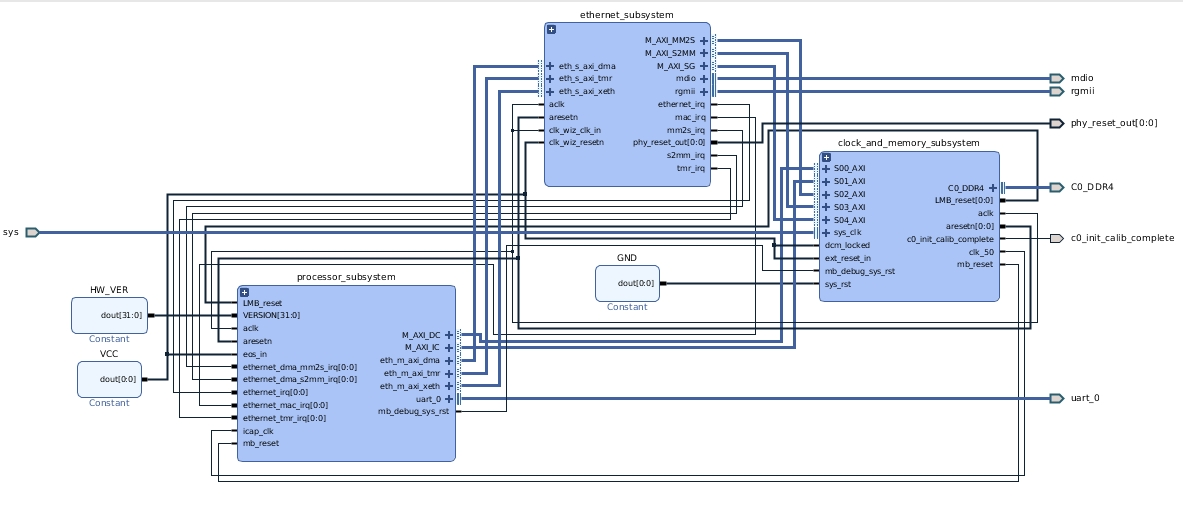 ethernet_subsystem
M_AXI_MM2S
M_AXI_S2MM
M_AXI_SG
mdio
rgmii
ethernet_irq
mac_irq
mm2s_irq
phy_reset_out[0:0]
s2mm_irq
tmr_irq
eth_s_axi_dma
eth_s_axi_tmr
eth_s_axi_xeth
aclk
aresetn
clk_wiz_clk_in
clk_wiz_resetn
mdio
rgmii
phy_reset_out[0:0]
clock_and_memory_subsystem
S00_AXI
S01_AXI
S02_AXI
S03_AXI
S04_AXI
sys_clk
dcm_locked
ext_reset_in
mb_debug_sys_rst
sys_rst
C0_DDR4
LMB_reset[0:0]
aclk
aresetn[0:0]
c0_init_calib_complete
clk_50
mb_reset
C0_DDR4
c0_init_calib_complete
sys
GND
dout[0:0]
Constant
processor_subsystem
LMB_reset
VERSION[31:0]
aclk
aresetn
eos_in
ethernet_dma_mm2s_irq[0:0]
ethernet_dma_s2mm_irq[0:0]
ethernet_irq[0:0]
ethernet_mac_irq[0:0]
ethernet_tmr_irq[0:0]
icap_clk
mb_reset
M_AXI_DC
M_AXI_IC
eth_m_axi_dma
eth_m_axi_tmr
eth_m_axi_xeth
uart_0
mb_debug_sys_rst
HW_VER
dout[31:0]
Constant
VCC
dout[0:0]
Constant
uart_0